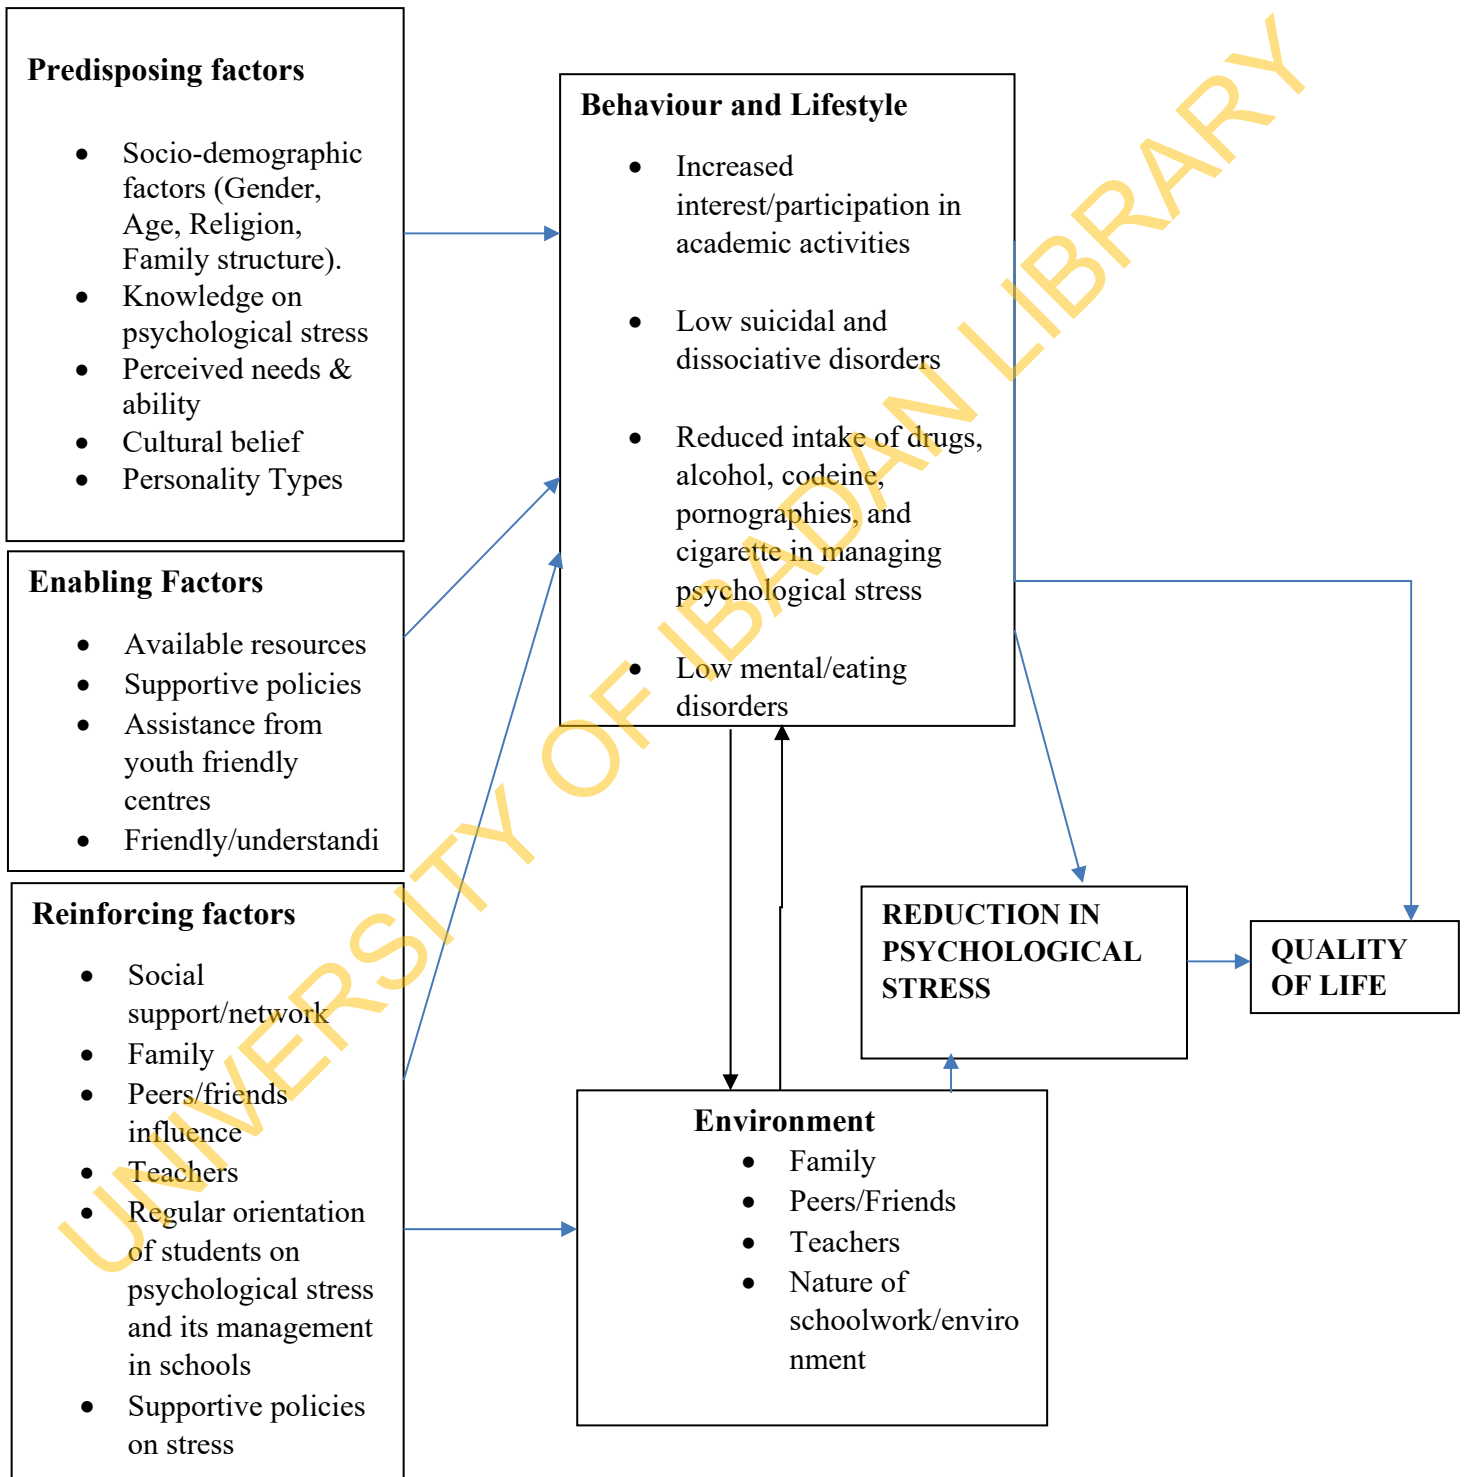 Predisposing factors
• Socio-demographic
factors (Gender,
Age, Religion,
Family structure).
• Knowledge on
psychological stress
• Perceived needs &
ability
• Cultural belief
• Personality Types
Enabling Factors
• Available resources
• Supportive policies
• Assistance from
youth friendly
centres
• Friendly/understandi
Reinforcing factors
• Social
support/network
• Family
• Peers/friends
influence
• Teachers
• Regular orientation
of students on
psychological stress
and its management
in schools
• Supportive policies
on stress
Behaviour and Lifestyle
• Increased
interest/participation in
academic activities
• Low suicidal and
dissociative disorders
• Reduced intake of drugs,
alcohol, codeine,
pornographies, and
cigarette in managing
psychological stress
• Low mental/eating
disorders
Environment
• Family
• Peers/Friends
• Teachers
• Nature of
schoolwork/enviro
nment
REDUCTION IN
PSYCHOLOGICAL
STRESS
QUALITY
OF LIFE
UNIVERSITY OF IBADAN LIBRARY